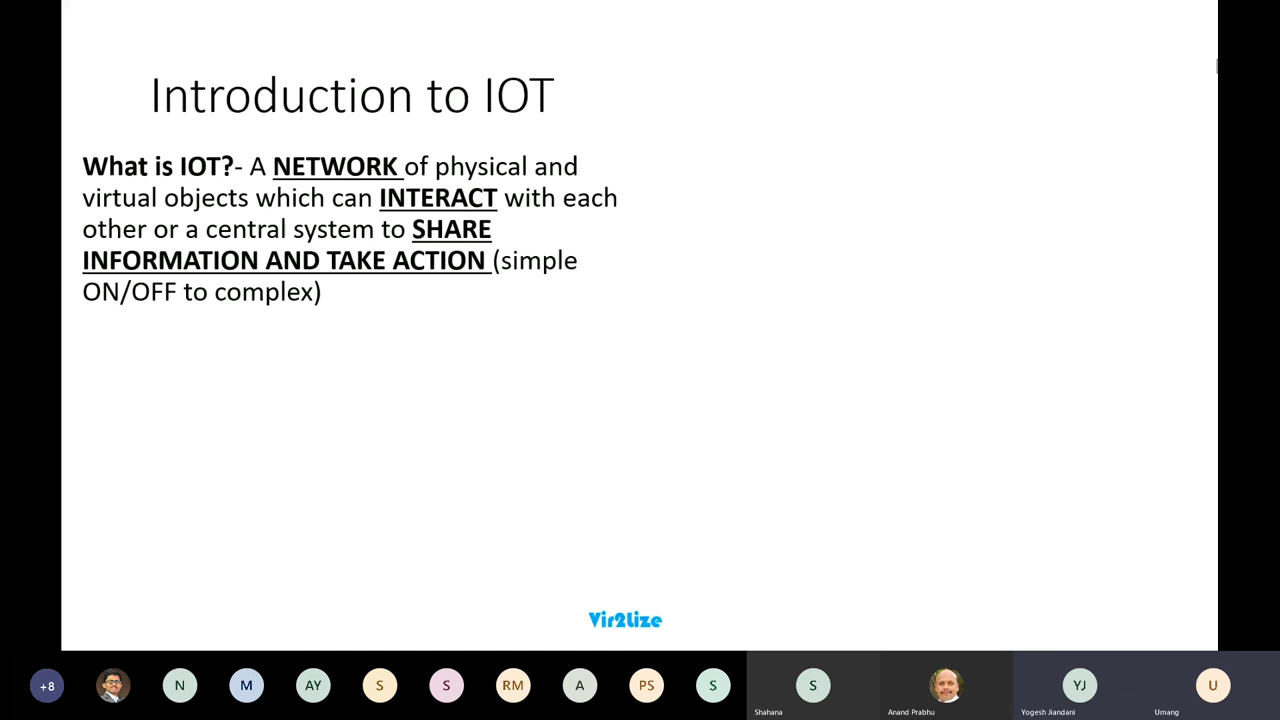 Introduction to IOT
What is IOT?- A NETWORK of physical and
virtual objects which can INTERACT with each
other or a central system to SHARE
INFORMATION AND TAKE ACTION (simple
ON/OFF to complex)
Vir2Lize
+8 N M AY S S RM A PS S S YJ U
Shahana Anand Prabhu Yogesh Jiandani Umang